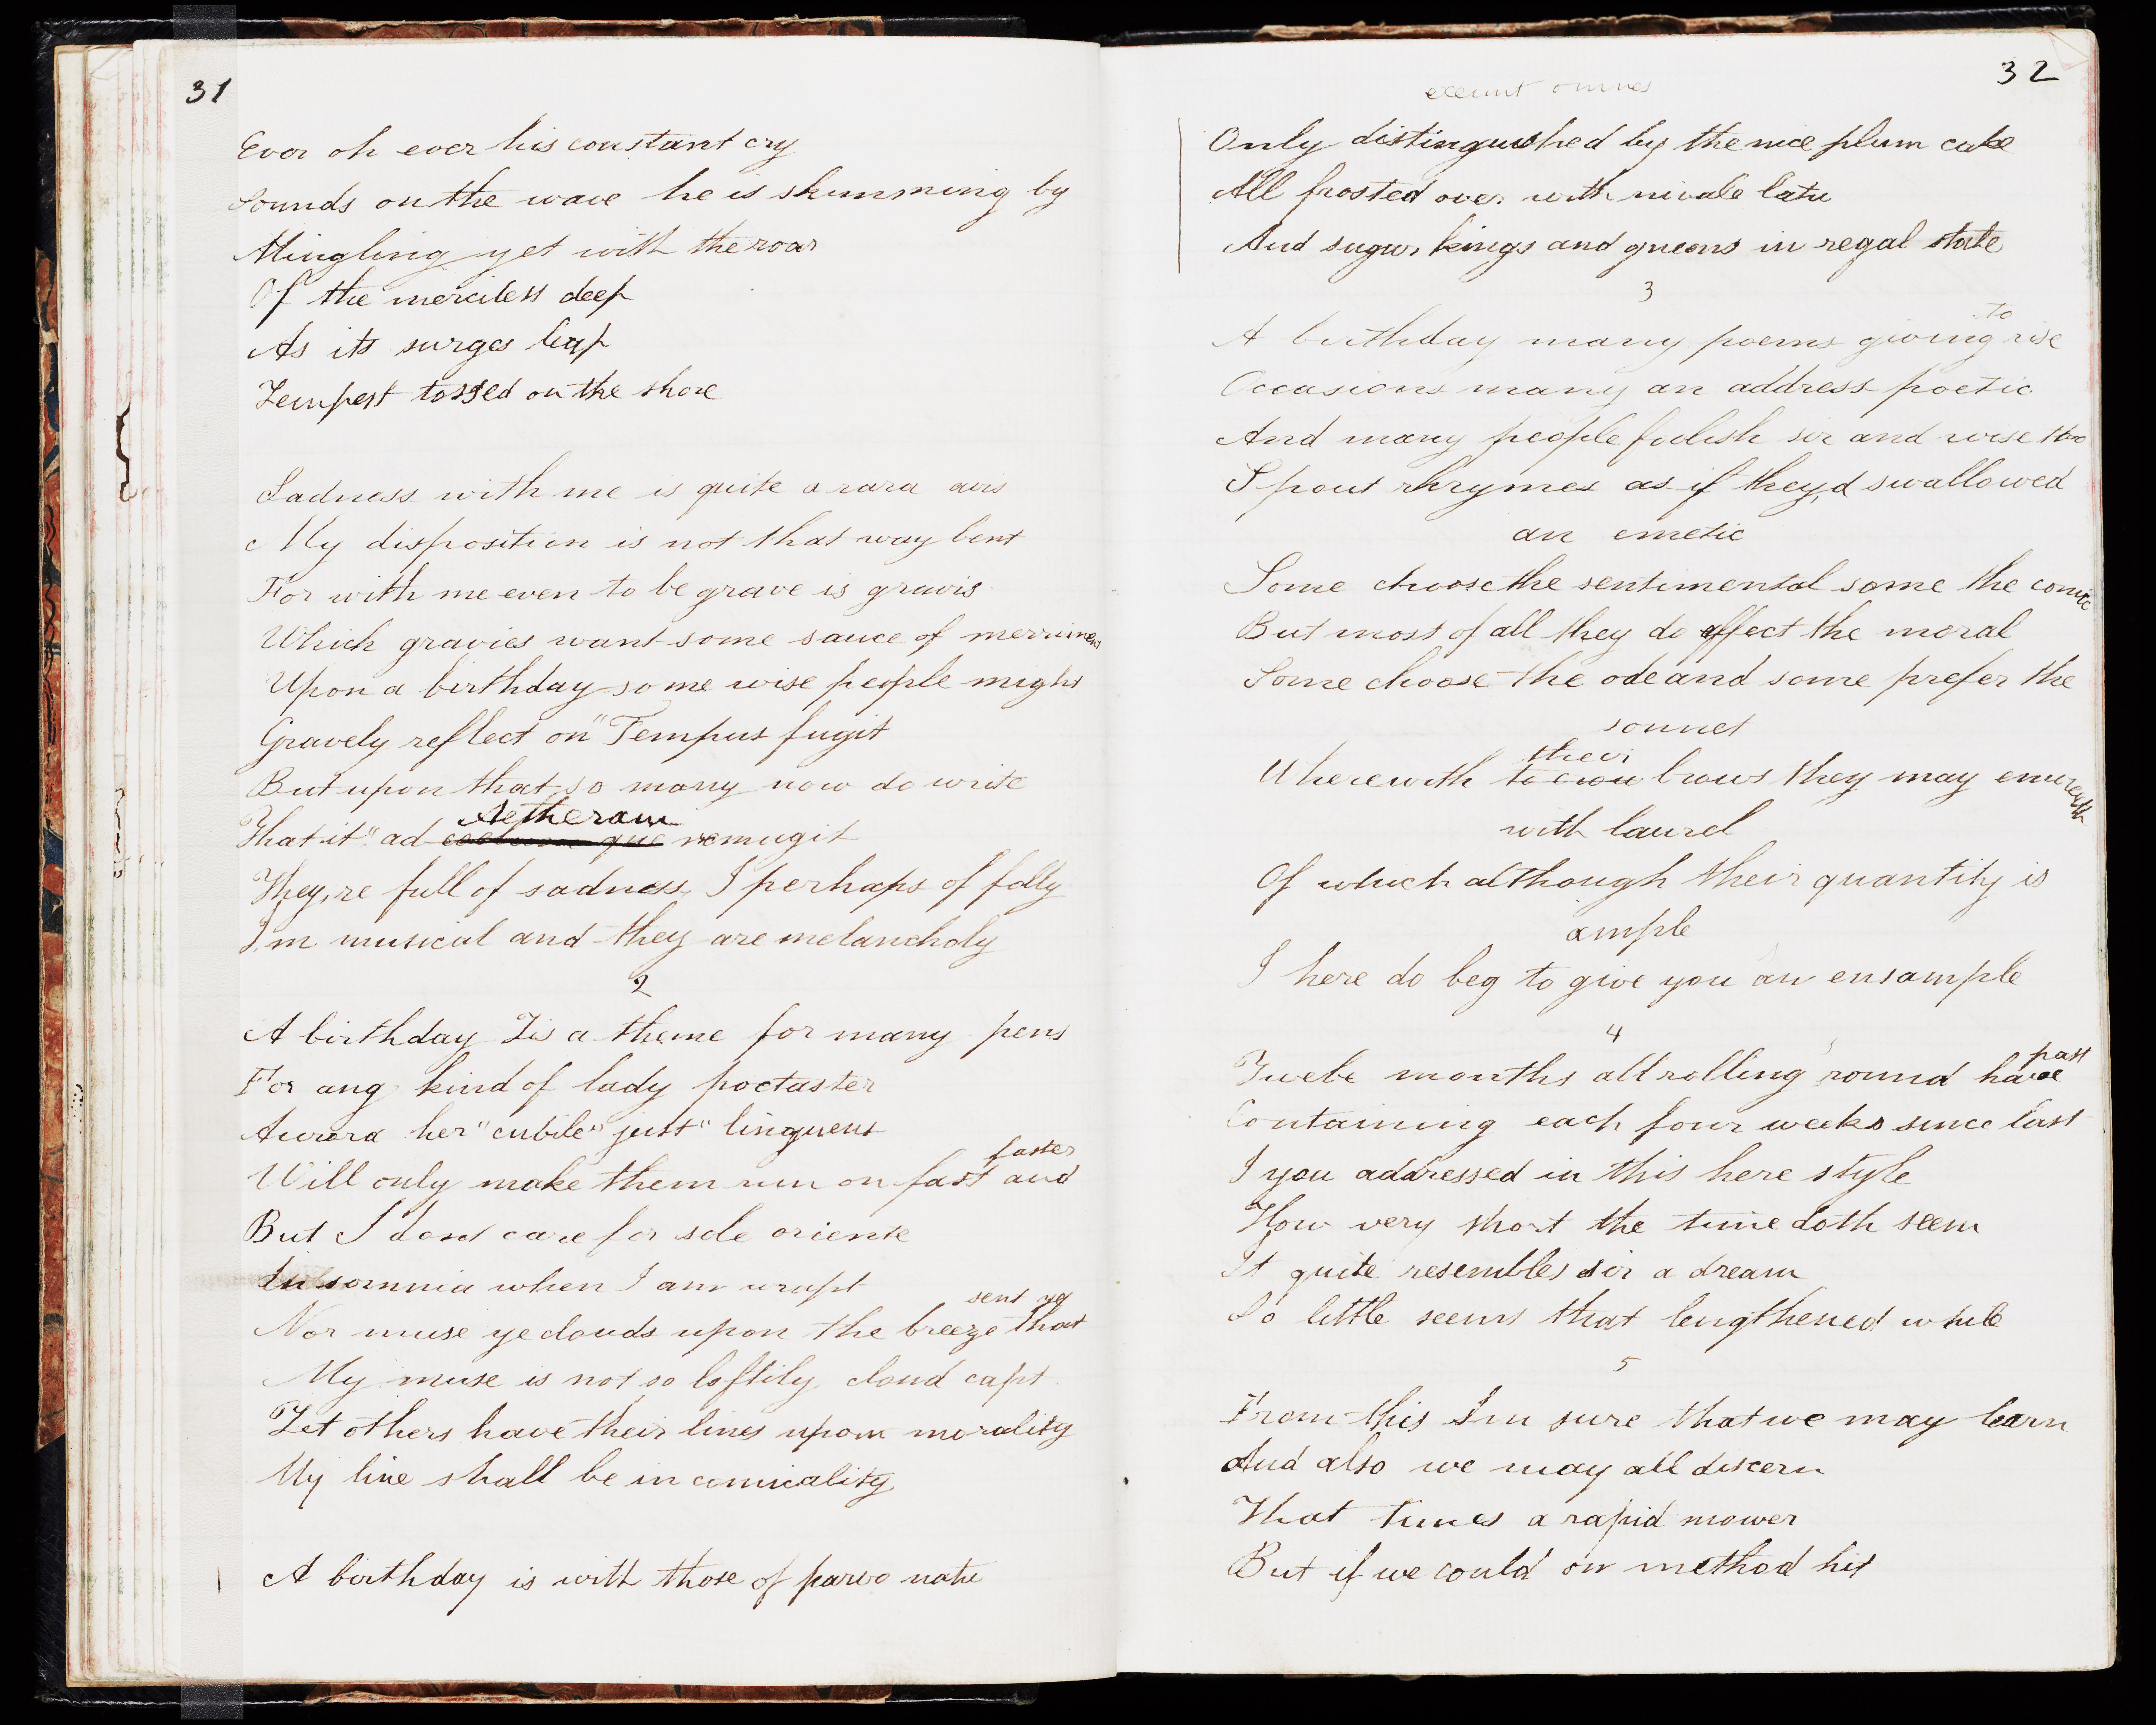 31
Ever oh ever his constant cry
Sounds on the wave he is skimming by
Mingling yet with the roar
Of the merciless deep
As its surges leap
Tempest tossed on the shore
Sadness with me is quite a rara avis
My disposition is not that way bent
For with me even to be grave is gravis
Which gravies want some sauce of merriment
Upon a birthday some wise people might
Gravely reflect on "Tempus fugit
But upon that so many now do write
Aetheram
That it "ad que remugit
They,re full of sadness I perhaps of folly
I,m musical and they are melancholy
2
A birthday Tis a theme for many pens
For any kind of lady poetaster
Aurora her "cubile" just "linquens
faster
Will only make them run on fast and
But I dont care for sole oriente
In somnia when I am wrapt
sent ye
Nor muse ye clouds upon the breeze that
My muse is not so loftily cloud capt
Let others have their lines upon morality
My line shall be in comicality
A birthday is with those of parvo natu
32
exeunt omnes
Only distinguished by the nice plum cake
All frosted over with nivale latu
And sugar kings and queens in regal state
3
to
A birthday many poems giving rise
Occasions many an address poetic
And many people foolish sir and wise
Spout rhrymes as if they,d swallowed
an emetic
Some choose the sentimental some the comic
But most of all they do affect the moral
Some choose the ode and some prefer the
sonnet
their
Wherewith to crow brows they may enwreath
with laurel
Of which although their quantity is
ample
I here do beg to give you an ensample
4
past
Twelve months all rolling round have
Containing each four weeks since last
I you addressed in this here style
How very short the time doth seem
It quite resembles sir a dream
So little seems that lengthened while
5
From this I,m sure that we may learn
And also we may all discern
That times a rapid mower
But if we could on method hit